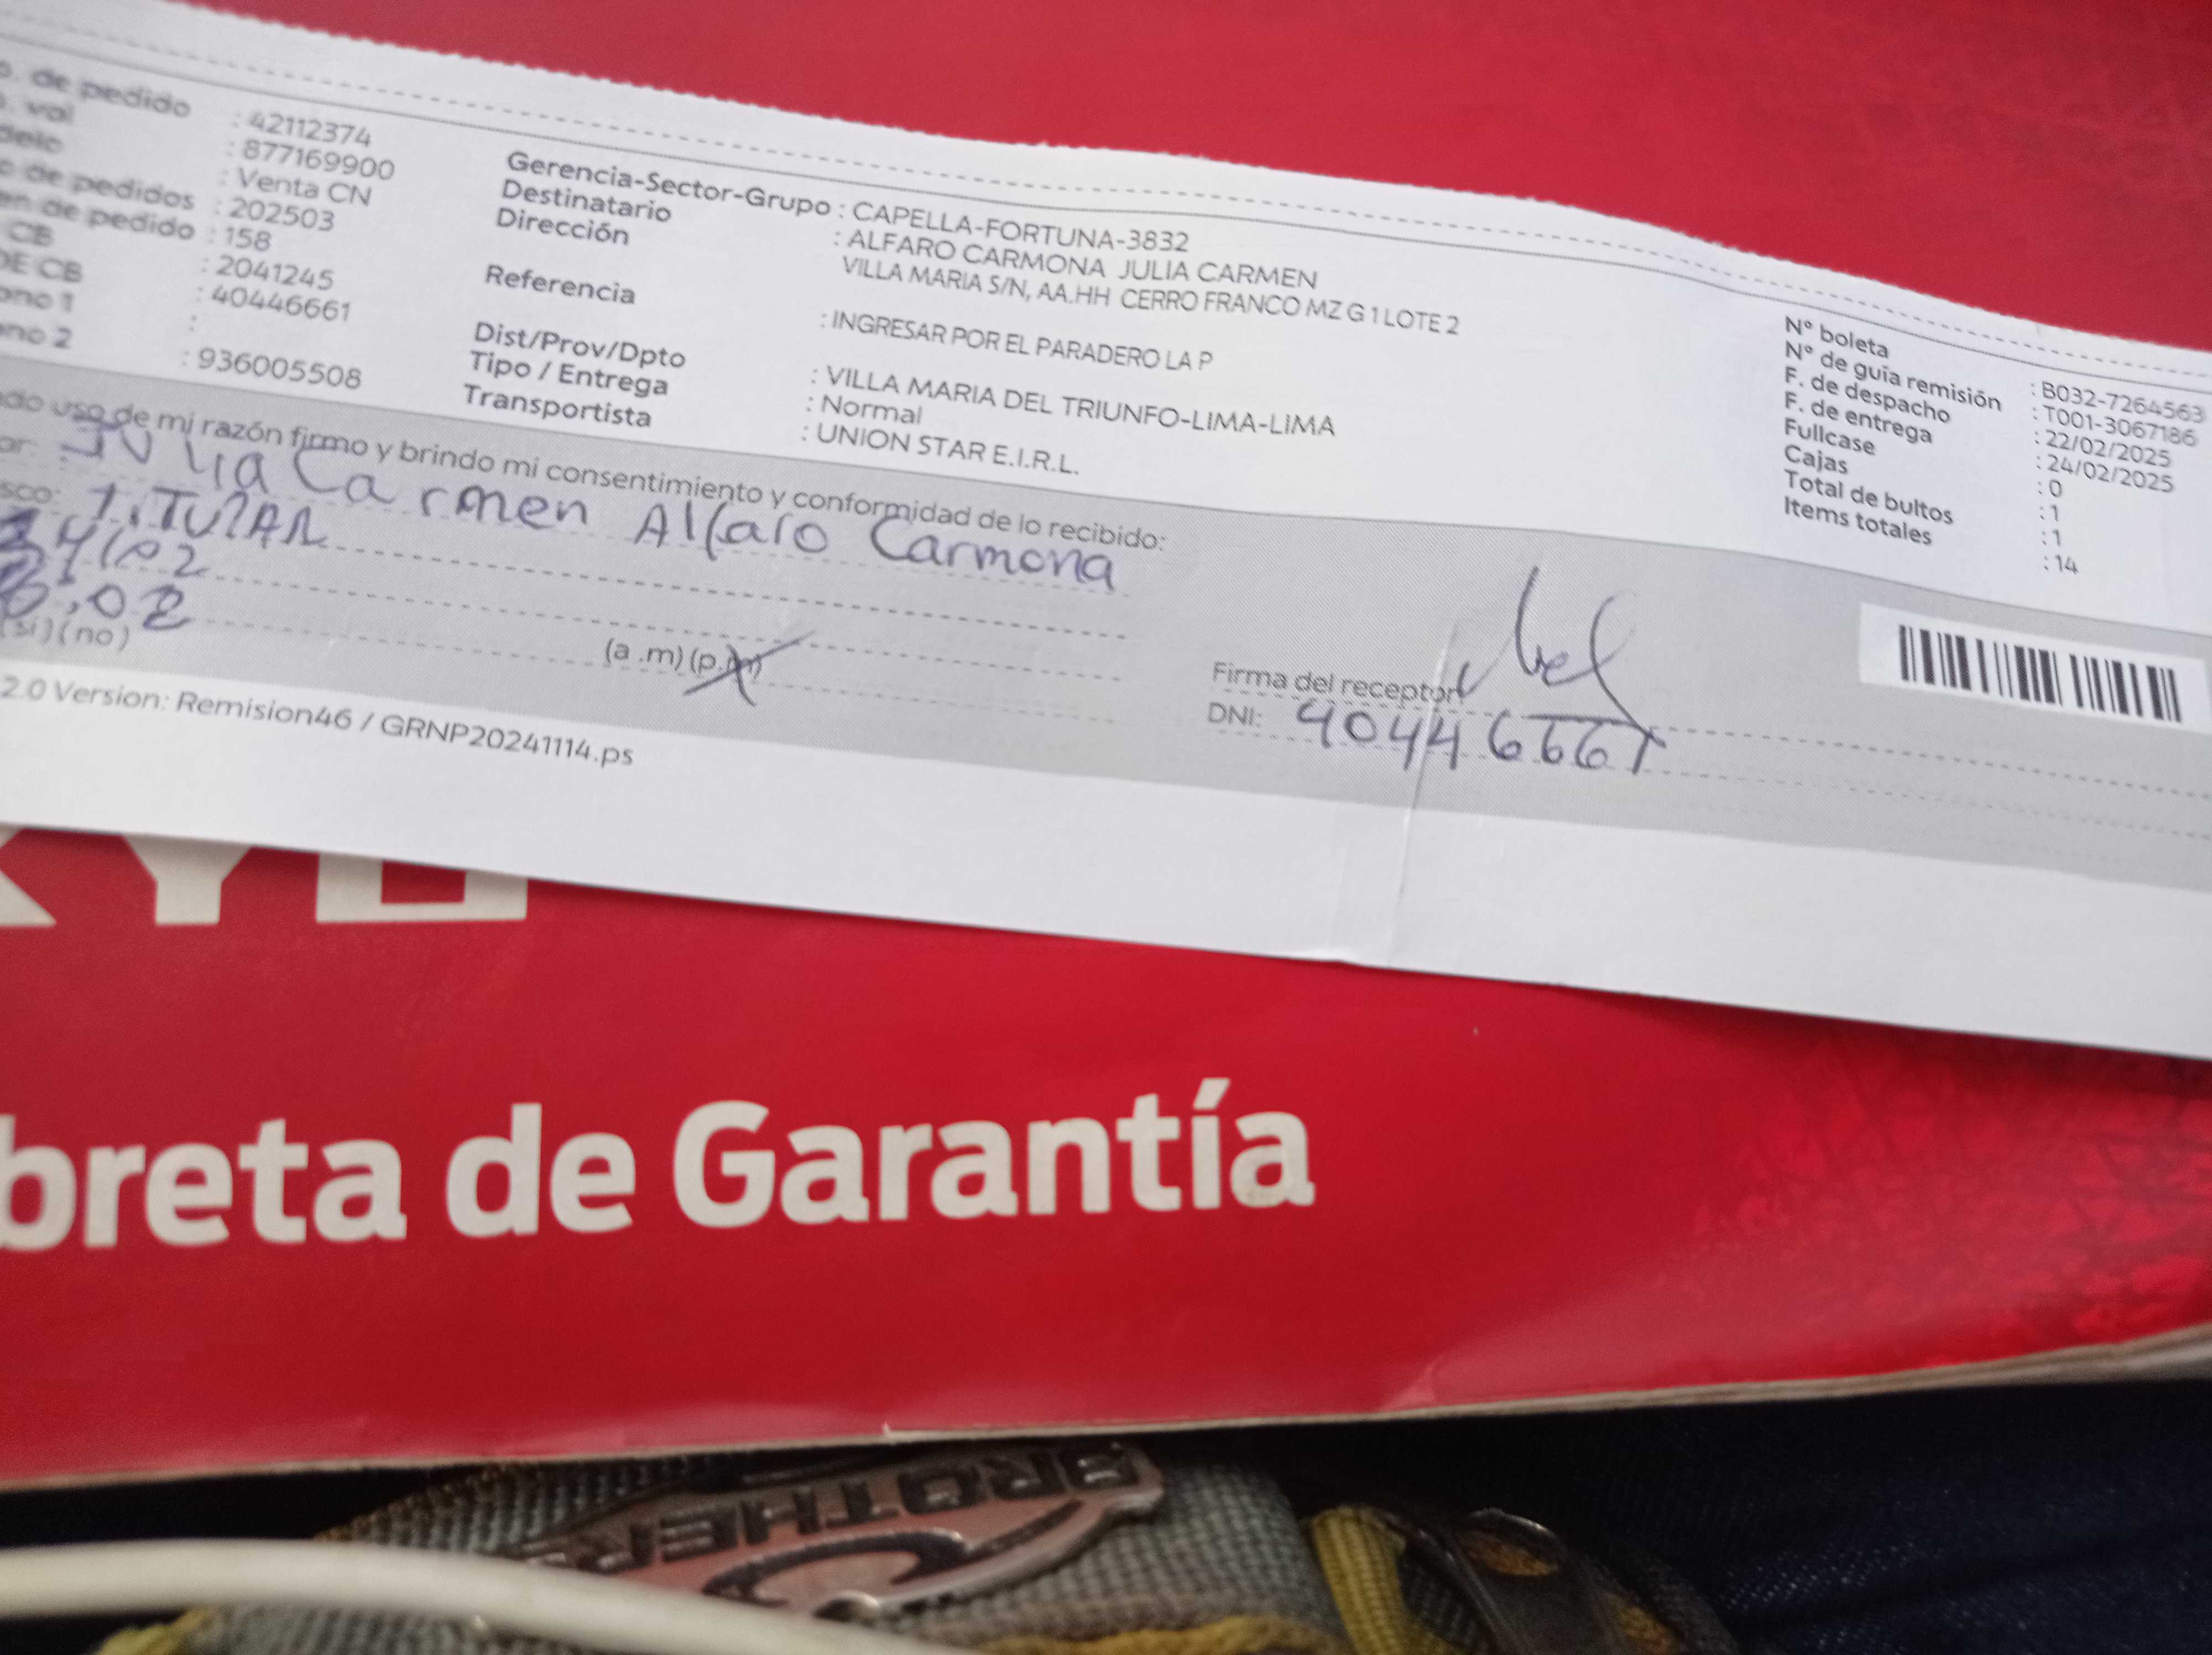 de pedido : 42112374
val : 877169900
: Venta CN
de pedidos : 202503
de pedido : 158
CB : 2041245
CB : 40446661
1 :
2 : 936005508
Gerencia-Sector-Grupo : CAPELLA-FORTUNA-3832
Destinatario : ALFARO CARMONA JULIA CARMEN
Dirección VILLA MARIA S/N, AA.HH CERRO FRANCO MZ G 1 LOTE 2
Referencia : INGRESAR POR EL PARADERO LA P
Dist/Prov/Dpto : VILLA MARIA DEL TRIUNFO-LIMA-LIMA
Tipo / Entrega : Normal
Transportista : UNION STAR E.I.R.L.
N° boleta : B032-7264563
N° de guía remisión : T001-3067186
F. de despacho : 22/02/2025
F. de entrega : 24/02/2025
Fullcase : 0
Cajas : 1
Total de bultos : 1
Items totales : 14
uso de mi razón firmo y brindo mi consentimiento y conformidad de lo recibido:
Julia Carmen Alfaro Carmona
TiTulAR
(si) (no)
(a .m) (p.m)
Firma del receptor
DNI: 40446661
2.0 Version: Remision46 / GRNP20241114.ps
breta de Garantía
BROTHERS